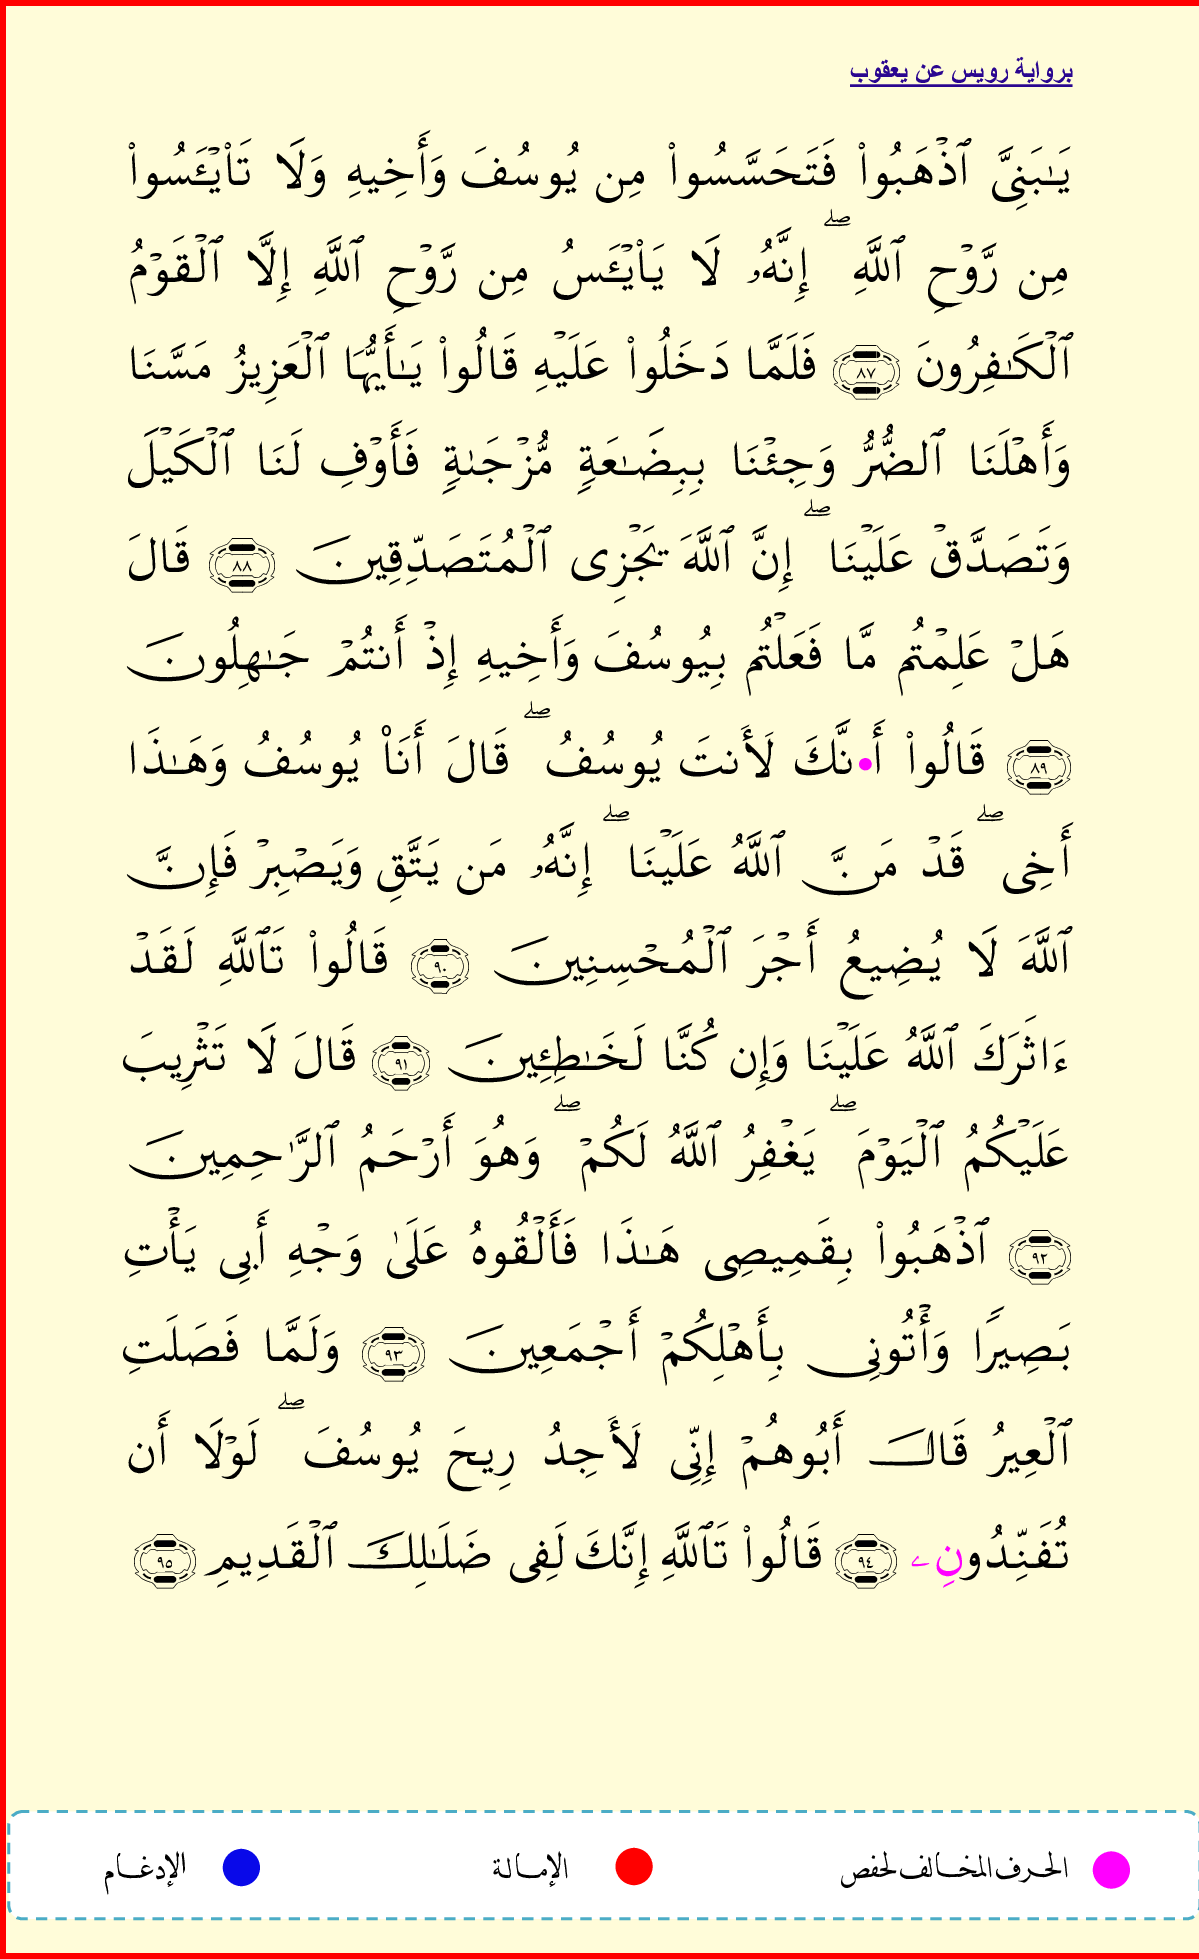 برواية رويس عن يعقوب
يَـٰبَنِىَّ ٱذۡهَبُوا۟ فَتَحَسَّسُوا۟ مِن يُوسُفَ وَأَخِيهِ وَلَا تَا۟يۡـَٔسُوا۟
مِن رَّوۡحِ ٱللَّهِ ۖ إِنَّهُۥ لَا يَا۟يۡـَٔسُ مِن رَّوۡحِ ٱللَّهِ إِلَّا ٱلۡقَوۡمُ
ٱلۡكَـٰفِرُونَ ٨٧ فَلَمَّا دَخَلُوا۟ عَلَيۡهِ قَالُوا۟ يَـٰأَيُّهَا ٱلۡعَزِيزُ مَسَّنَا
وَأَهۡلَنَا ٱلضُّرُّ وَجِئۡنَا بِبِضَـٰعَةٍ مُّزۡجَىٰةٍ فَأَوۡفِ لَنَا ٱلۡكَيۡلَ
وَتَصَدَّقۡ عَلَيۡنَا ۖ إِنَّ ٱللَّهَ يَجۡزِى ٱلۡمُتَصَدِّقِينَ ٨٨ قَالَ
هَلۡ عَلِمۡتُم مَّا فَعَلۡتُم بِيُوسُفَ وَأَخِيهِ إِذۡ أَنتُمۡ جَـٰهِلُونَ
٨٩ قَالُوا۟ أَ•نَّكَ لَأَنتَ يُوسُفُ ۖ قَالَ أَنَا۠ يُوسُفُ وَهَـٰذَا
أَخِى ۖ قَدۡ مَنَّ ٱللَّهُ عَلَيۡنَا ۖ إِنَّهُۥ مَن يَتَّقِ وَيَصۡبِرۡ فَإِنَّ
ٱللَّهَ لَا يُضِيعُ أَجۡرَ ٱلۡمُحۡسِنِينَ ٩٠ قَالُوا۟ تَٱللَّهِ لَقَدۡ
ءَاثَرَكَ ٱللَّهُ عَلَيۡنَا وَإِن كُنَّا لَخَـٰطِئِينَ ٩١ قَالَ لَا تَثۡرِيبَ
عَلَيۡكُمُ ٱلۡيَوۡمَ ۖ يَغۡفِرُ ٱللَّهُ لَكُمۡ ۖ وَهُوَ أَرۡحَمُ ٱلرَّٰحِمِينَ
٩٢ ٱذۡهَبُوا۟ بِقَمِيصِى هَـٰذَا فَأَلۡقُوهُ عَلَىٰ وَجۡهِ أَبِى يَأۡتِ
بَصِيرًا وَأۡتُونِى بِأَهۡلِكُمۡ أَجۡمَعِينَ ٩٣ وَلَمَّا فَصَلَتِ
ٱلۡعِيرُ قَالَ أَبُوهُمۡ إِنِّى لَأَجِدُ رِيحَ يُوسُفَ ۖ لَوۡلَا أَن
تُفَنِّدُونِۦ ٩٤ قَالُوا۟ تَٱللَّهِ إِنَّكَ لَفِى ضَلَـٰلِكَ ٱلۡقَدِيمِ ٩٥
الحرف المخالف لحفص الإمالة الإدغام